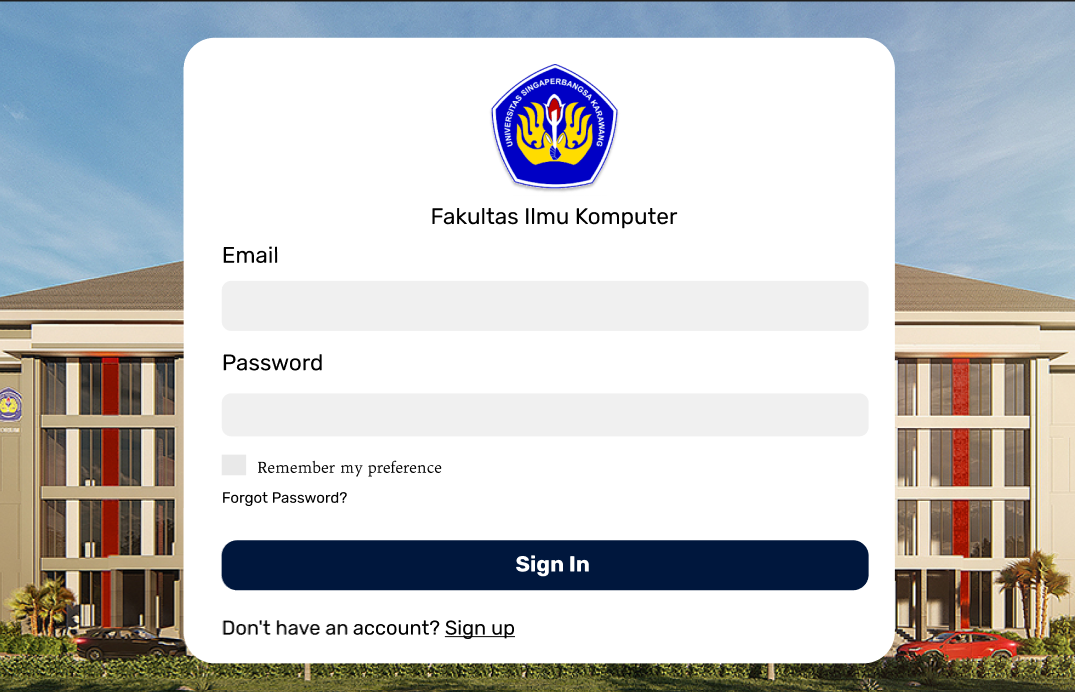 UNIVERSITAS SINGAPERBANGSA KARAWANG
Fakultas Ilmu Komputer
Email
Password
Remember my preference
Forgot Password?
Sign In
Don't have an account? Sign up